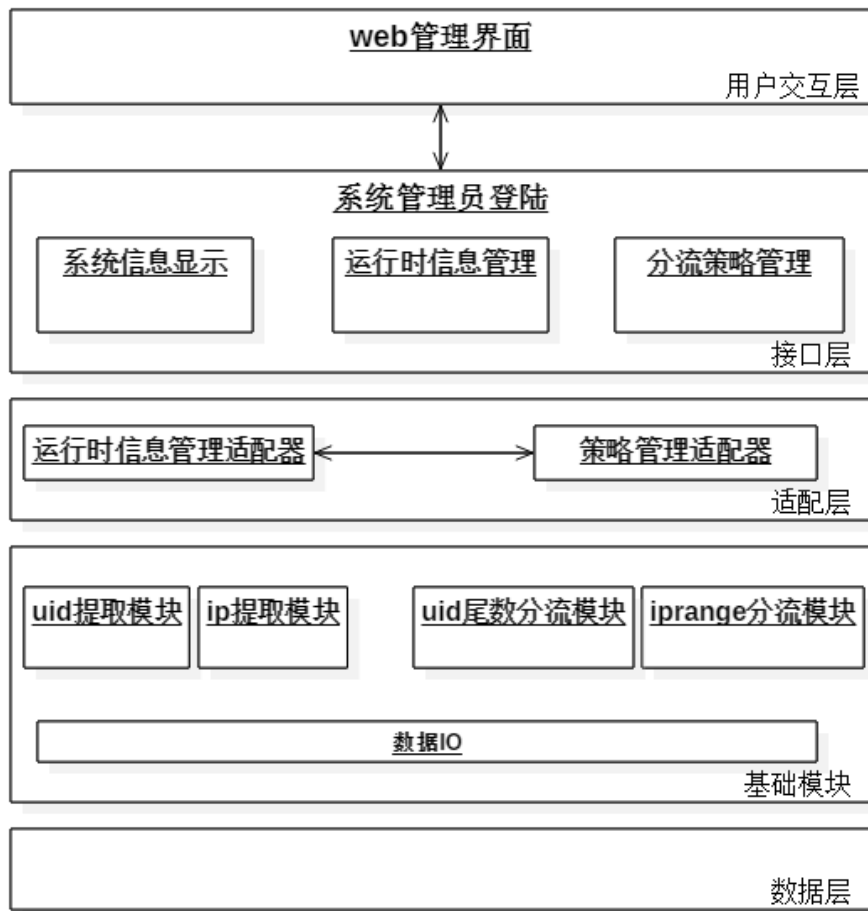 web管理界面
用户交互层
系统管理员登陆
系统信息显示
运行时信息管理
分流策略管理
接口层
运行时信息管理适配器
策略管理适配器
适配层
uid提取模块
ip提取模块
uid尾数分流模块
iprange分流模块
数据IO
基础模块
数据层